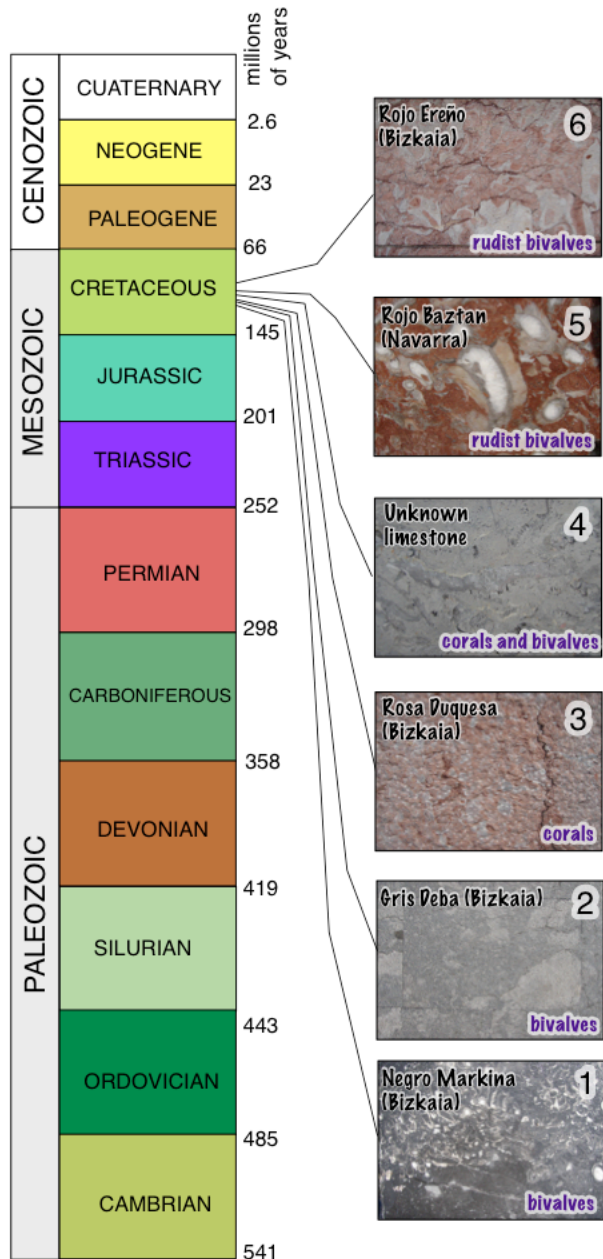 millions
of years
CENOZOIC
CUATERNARY
2.6
NEOGENE
23
PALEOGENE
66
MESOZOIC
CRETACEOUS
145
JURASSIC
201
TRIASSIC
252
PALEOZOIC
PERMIAN
298
CARBONIFEROUS
358
DEVONIAN
419
SILURIAN
443
ORDOVICIAN
485
CAMBRIAN
541
Rojo Ereño
(Bizkaia)
6
rudist bivalves
Rojo Baztan
(Navarra)
5
rudist bivalves
Unknown
limestone
4
corals and bivalves
Rosa Duquesa
(Bizkaia)
3
corals
Gris Deba (Bizkaia)
2
bivalves
Negro Markina
(Bizkaia)
1
bivalves